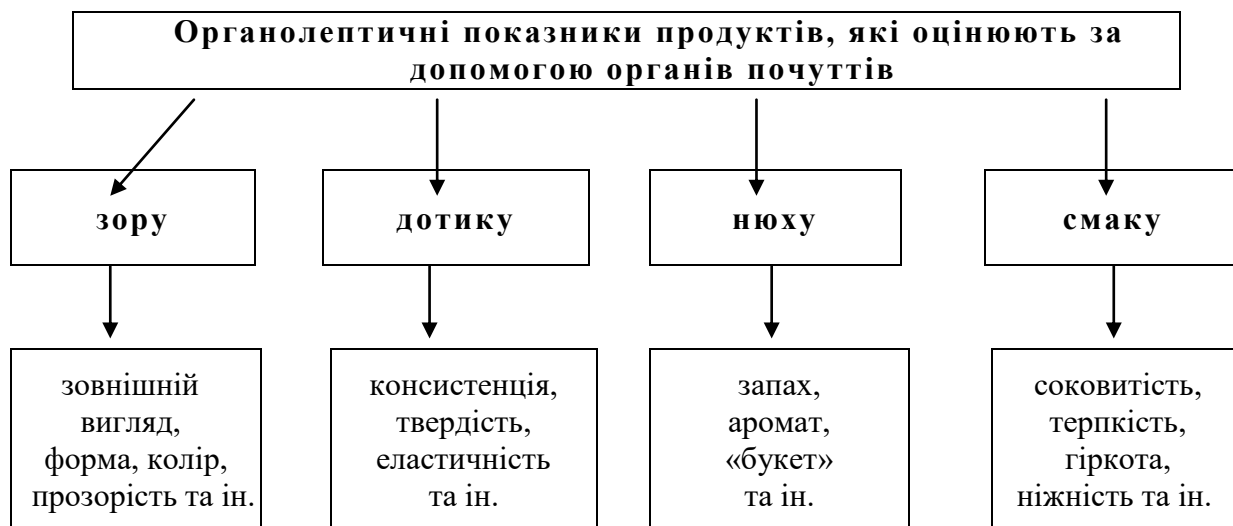 Органолептичні показники продуктів, які оцінюють за
допомогою органів почуттів
зору
дотику
нюху
смаку
зовнішній
вигляд,
форма, колір,
прозорість та ін.
консистенція,
твердість,
еластичність
та ін.
запах,
аромат,
«букет»
та ін.
соковитість,
терпкість,
гіркота,
ніжність та ін.